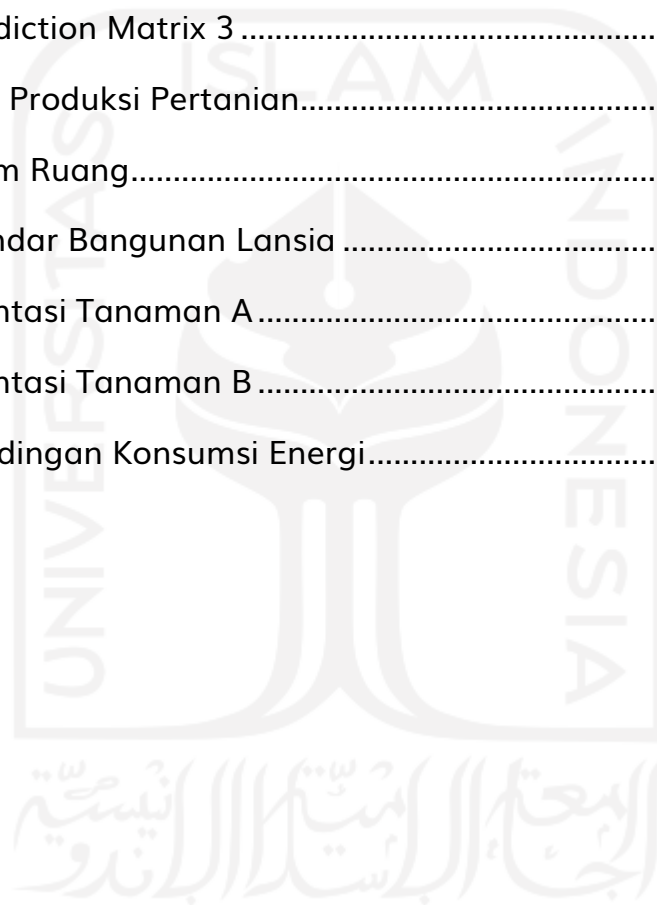 diction Matrix 3
Produksi Pertanian
m Ruang
ndar Bangunan Lansia
ntasi Tanaman A
ntasi Tanaman B
dingan Konsumsi Energi
ISLAM
UNIVERSITAS
INDONESIA